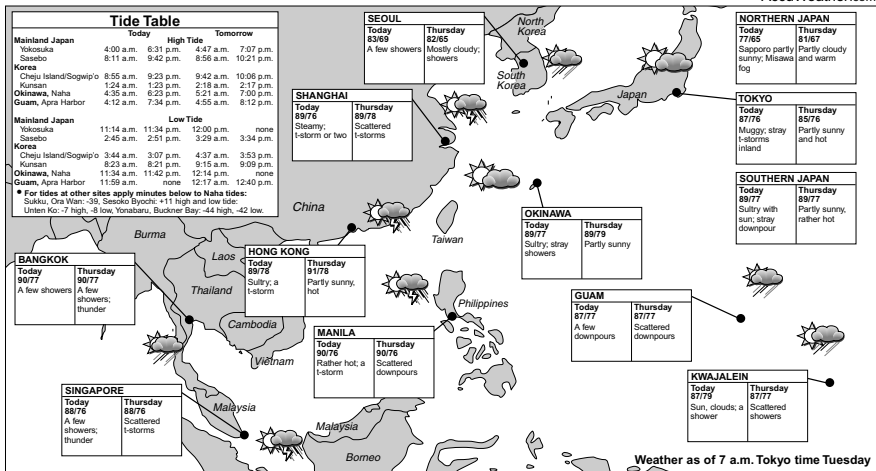 Tide Table
Today Tomorrow
Mainland Japan High Tide
Yokosuka 4:00 a.m. 6:31 p.m. 4:47 a.m. 7:07 p.m.
Sasebo 8:11 a.m. 9:42 p.m. 8:56 a.m. 10:21 p.m.
Korea
Cheju Island/Sogwip'o 8:55 a.m. 9:23 p.m. 9:42 a.m. 10:06 p.m.
Kunsan 1:24 a.m. 1:23 p.m. 2:18 a.m. 2:17 p.m.
Okinawa, Naha 4:35 a.m. 6:23 p.m. 5:21 a.m. 7:00 p.m.
Guam, Apra Harbor 4:12 a.m. 7:34 p.m. 4:55 a.m. 8:12 p.m.
Mainland Japan Low Tide
Yokosuka 11:14 a.m. 11:34 p.m. 12:00 p.m. none
Sasebo 2:45 a.m. 2:51 p.m. 3:29 a.m. 3:34 p.m.
Korea
Cheju Island/Sogwip'o 3:44 a.m. 3:07 p.m. 4:37 a.m. 3:53 p.m.
Kunsan 8:23 a.m. 8:21 p.m. 9:15 a.m. 9:09 p.m.
Okinawa, Naha 11:34 a.m. 11:42 p.m. 12:14 p.m. none
Guam, Apra Harbor 11:59 a.m. none 12:17 a.m. 12:40 p.m.
• For tides at other sites apply minutes below to Naha tides:
Sukku, Ora Wan: -39, Sesoko Byochi: +11 high and low tide:
Unten Ko: -7 high, -8 low, Yonabaru, Buckner Bay: -44 high, -42 low.
SEOUL
Today Thursday
83/69 82/65
A few showers Mostly cloudy;
showers
North
Korea
South
Korea
Japan
NORTHERN JAPAN
Today Thursday
77/65 81/67
Sapporo partly Partly cloudy
sunny; Misawa and warm
fog
SHANGHAI
Today Thursday
89/76 89/78
Steamy; Scattered
t-storm or two t-storms
TOKYO
Today Thursday
87/76 85/76
Muggy; stray Partly sunny
t-storms and hot
inland
SOUTHERN JAPAN
Today Thursday
89/77 89/77
Sultry with Partly sunny,
sun; stray rather hot
downpour
China
Taiwan
OKINAWA
Today Thursday
89/77 89/79
Sultry; stray Partly sunny
showers
Burma
Laos
Thailand
Cambodia
Vietnam
BANGKOK
Today Thursday
90/77 90/77
A few showers A few
showers;
thunder
HONG KONG
Today Thursday
89/78 91/78
Sultry; a Partly sunny,
t-storm hot
Philippines
GUAM
Today Thursday
87/77 87/77
A few Scattered
downpours downpours
MANILA
Today Thursday
90/76 90/76
Rather hot; a Scattered
t-storm downpours
KWAJALEIN
Today Thursday
87/79 87/77
Sun, clouds; a Scattered
shower showers
SINGAPORE
Today Thursday
88/76 88/76
A few Scattered
showers; t-storms
thunder
Malaysia
Malaysia
Borneo
Weather as of 7 a.m. Tokyo time Tuesday